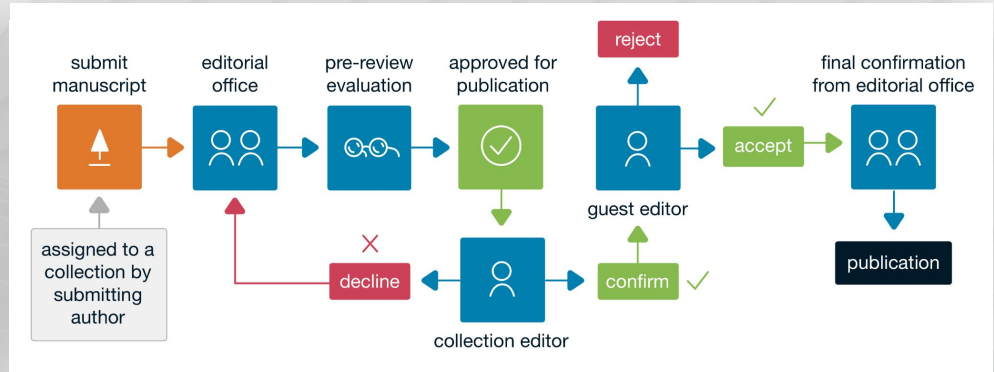 submit
manuscript
editorial
office
pre-review
evaluation
approved for
publication
reject
final confirmation
from editorial office
accept
guest editor
assigned to a
collection by
submitting
author
decline
confirm
publication
collection editor